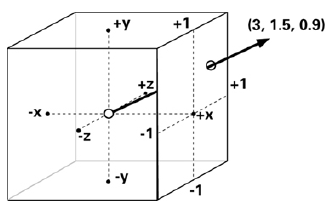 +y
+1
(3, 1.5, 0.9)
+z
+1
-x
+x
-z
-1
-y
-1